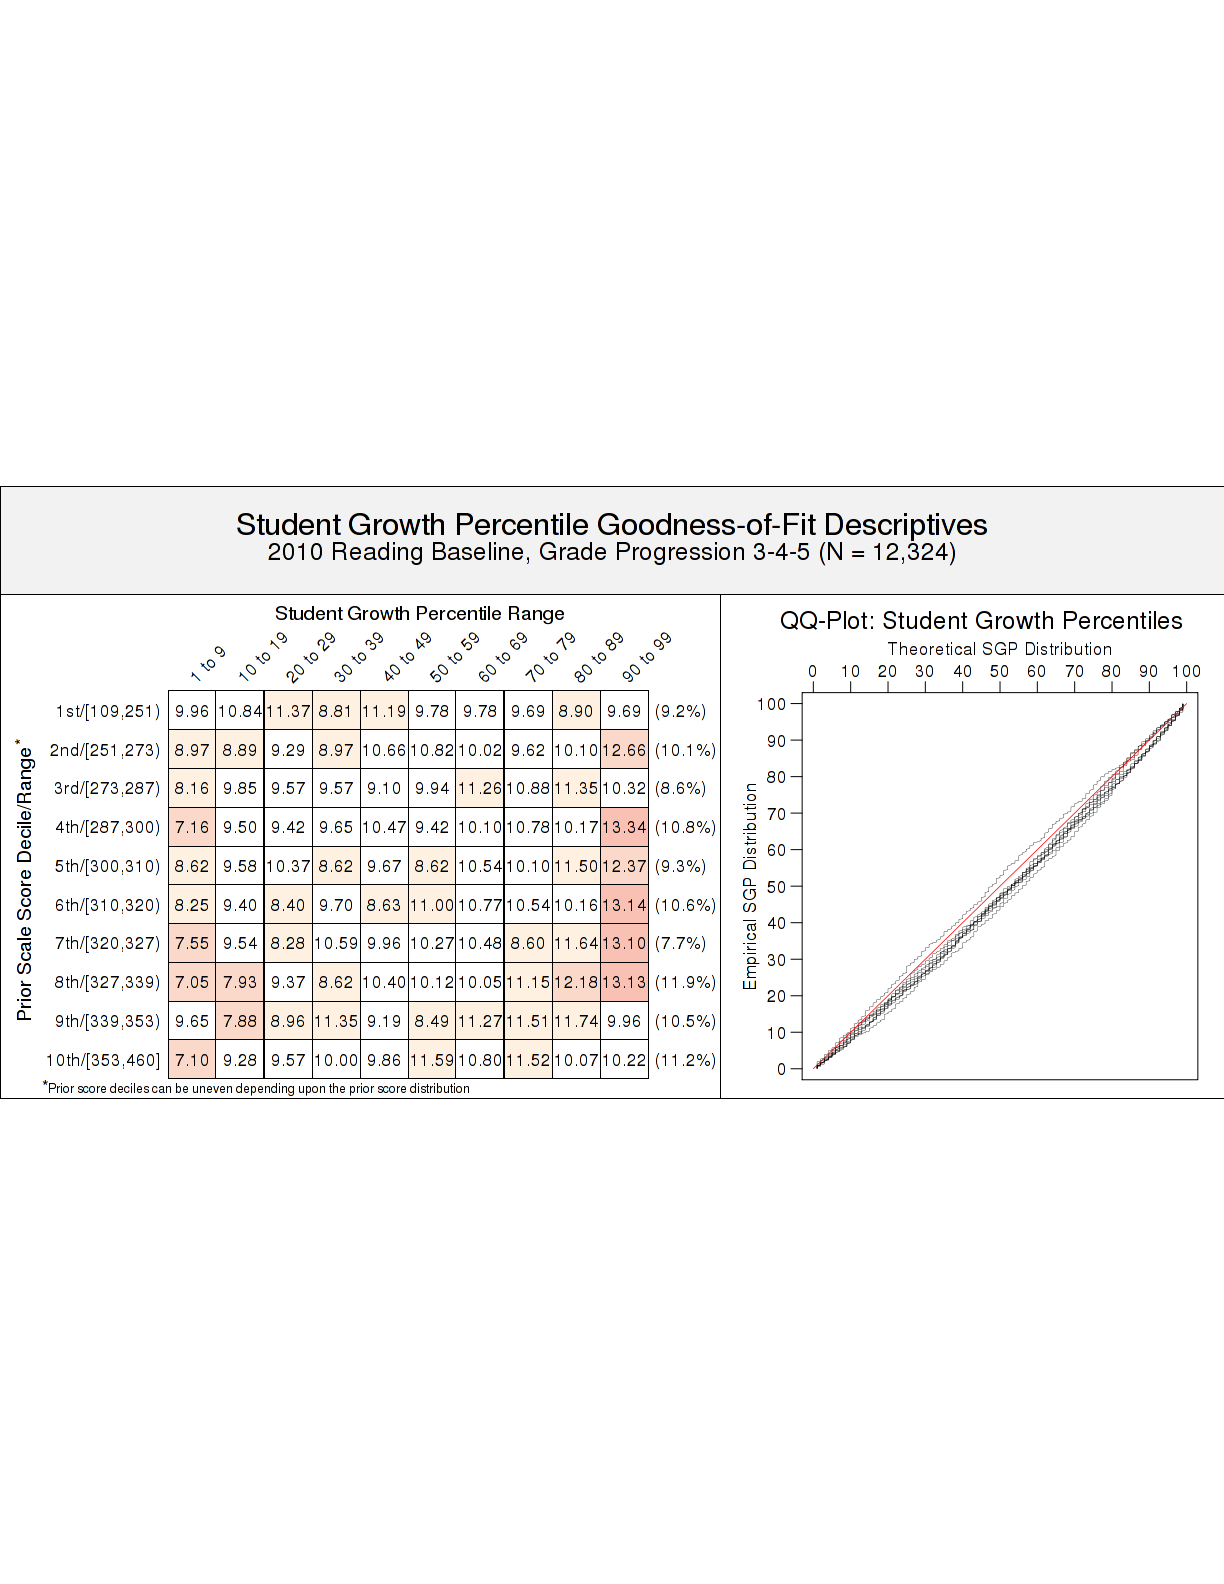 Student Growth Percentile Goodness-of-Fit Descriptives
2010 Reading Baseline, Grade Progression 3-4-5 (N = 12,324)
Student Growth Percentile Range
1 to 9 10 to 19 20 to 29 30 to 39 40 to 49 50 to 59 60 to 69 70 to 79 80 to 89 90 to 99
Prior Scale Score Decile/Range*
1st/[109,251) 9.96 10.84 11.37 8.81 11.19 9.78 9.78 9.69 8.90 9.69 (9.2%)
2nd/[251,273) 8.97 8.89 9.29 8.97 10.66 10.82 10.02 9.62 10.10 12.66 (10.1%)
3rd/[273,287) 8.16 9.85 9.57 9.57 9.10 9.94 11.26 10.88 11.35 10.32 (8.6%)
4th/[287,300) 7.16 9.50 9.42 9.65 10.47 9.42 10.10 10.78 10.17 13.34 (10.8%)
5th/[300,310) 8.62 9.58 10.37 8.62 9.67 8.62 10.54 10.10 11.50 12.37 (9.3%)
6th/[310,320) 8.25 9.40 8.40 9.70 8.63 11.00 10.77 10.54 10.16 13.14 (10.6%)
7th/[320,327) 7.55 9.54 8.28 10.59 9.96 10.27 10.48 8.60 11.64 13.10 (7.7%)
8th/[327,339) 7.05 7.93 9.37 8.62 10.40 10.12 10.05 11.15 12.18 13.13 (11.9%)
9th/[339,353) 9.65 7.88 8.96 11.35 9.19 8.49 11.27 11.51 11.74 9.96 (10.5%)
10th/[353,460] 7.10 9.28 9.57 10.00 9.86 11.59 10.80 11.52 10.07 10.22 (11.2%)
*Prior score deciles can be uneven depending upon the prior score distribution
QQ-Plot: Student Growth Percentiles
Theoretical SGP Distribution
0 10 20 30 40 50 60 70 80 90 100
Empirical SGP Distribution
100
90
80
70
60
50
40
30
20
10
0